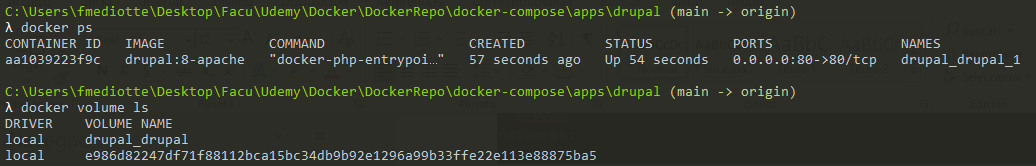 C:\Users\fmediotte\Desktop\Facu\Udemy\Docker\DockerRepo\docker-compose\apps\drupal (main -> origin)
λ docker ps
CONTAINER ID IMAGE COMMAND CREATED STATUS PORTS NAMES
aa1039223f9c drupal:8-apache "docker-php-entrypoi…" 57 seconds ago Up 54 seconds 0.0.0.0:80->80/tcp drupal_drupal_1
C:\Users\fmediotte\Desktop\Facu\Udemy\Docker\DockerRepo\docker-compose\apps\drupal (main -> origin)
λ docker volume ls
DRIVER VOLUME NAME
local drupal_drupal
local e986d82247df71f88112bca15bc34db9b92e1296a99b33ffe22e113e88875ba5